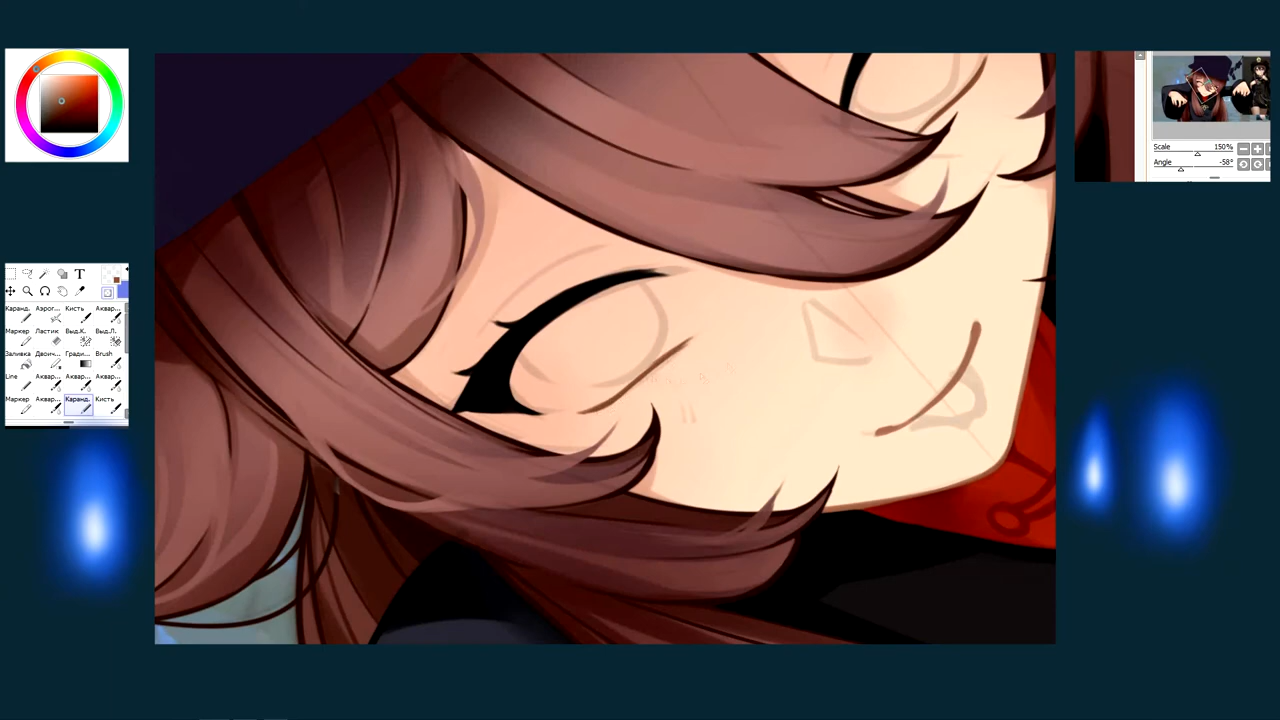 Scale 150%
Angle -58°
T
Каранд. Аэрог... Кисть Аквар...
Маркер Ластик Выд.К. Выд.Л.
Заливка Двоич... Гради... Brush
Line Аквар... Аквар... Аквар...
Маркер Аквар... Каранд. Кисть